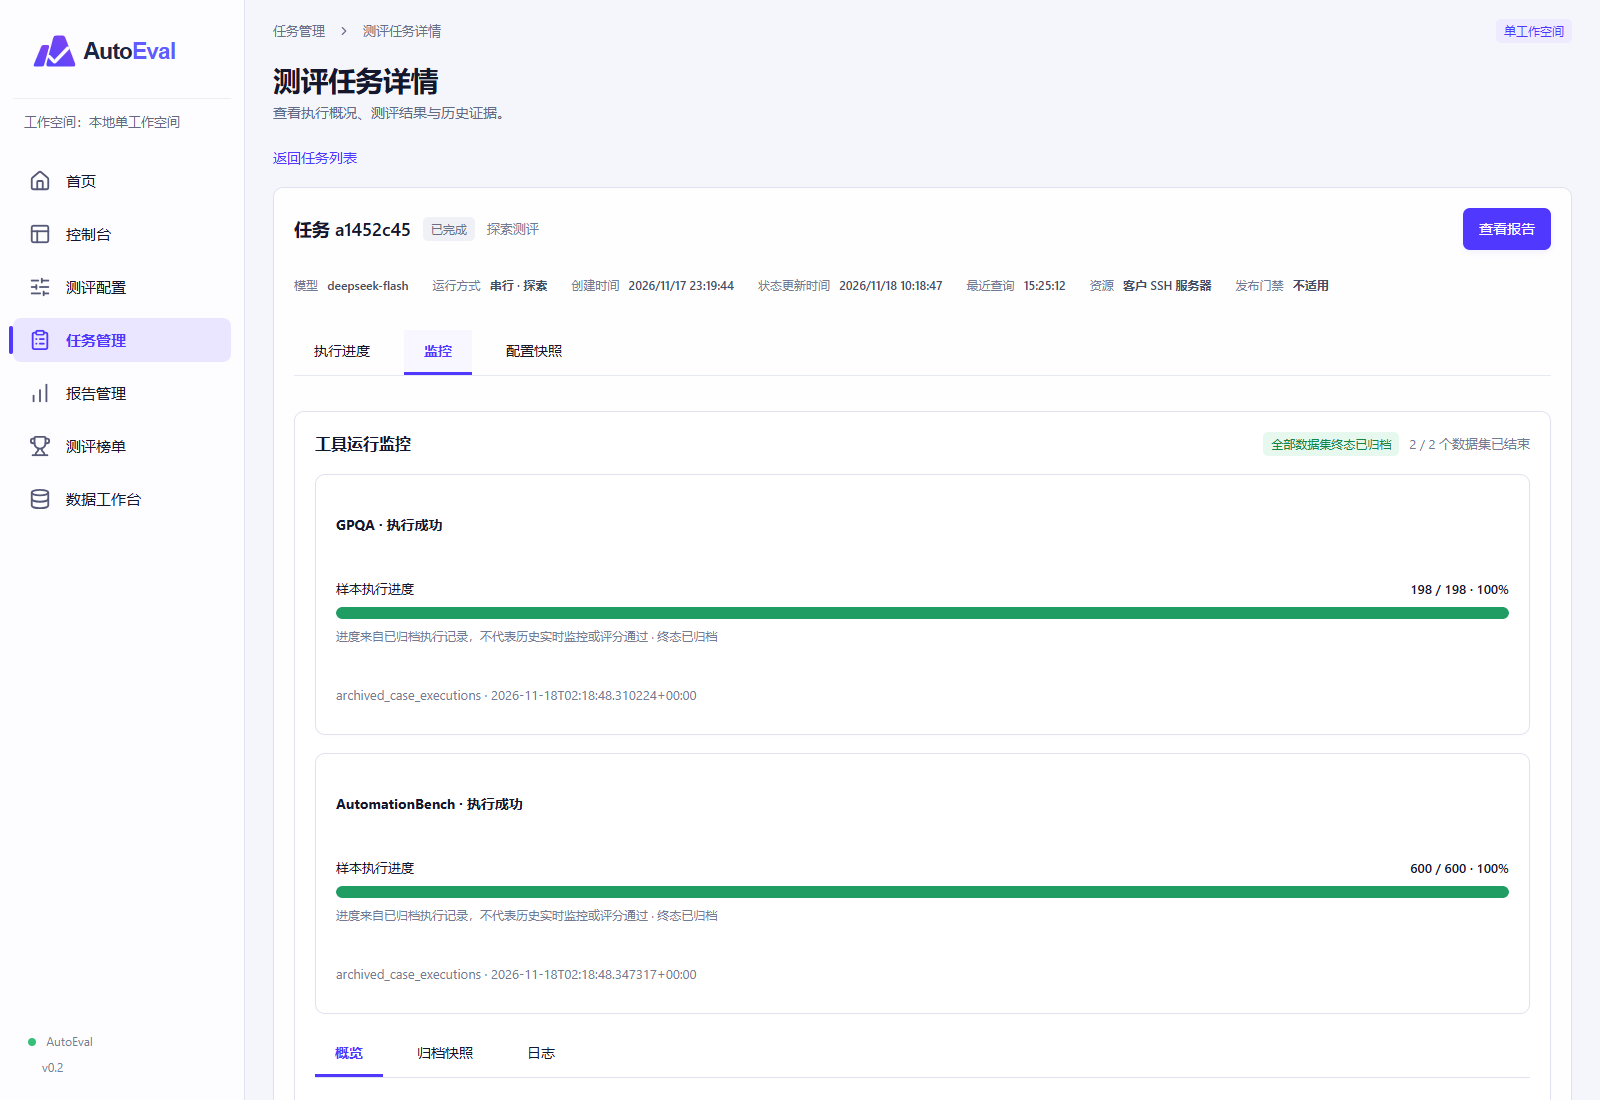 AutoEval
工作空间：本地单工作空间
首页
控制台
测评配置
任务管理
报告管理
测评榜单
数据工作台
AutoEval
v0.2
任务管理 › 测评任务详情
单工作空间
测评任务详情
查看执行概况、测评结果与历史证据。
返回任务列表
任务 a1452c45 已完成 探索测评
查看报告
模型 deepseek-flash 运行方式 串行 · 探索 创建时间 2026/11/17 23:19:44 状态更新时间 2026/11/18 10:18:47 最近查询 15:25:12 资源 客户 SSH 服务器 发布门禁 不适用
执行进度 监控 配置快照
工具运行监控
全部数据集终态已归档 2 / 2 个数据集已结束
GPQA · 执行成功
样本执行进度 198 / 198 · 100%
进度来自已归档执行记录，不代表历史实时监控或评分通过 · 终态已归档
archived_case_executions · 2026-11-18T02:18:48.310224+00:00
AutomationBench · 执行成功
样本执行进度 600 / 600 · 100%
进度来自已归档执行记录，不代表历史实时监控或评分通过 · 终态已归档
archived_case_executions · 2026-11-18T02:18:48.347317+00:00
概览 归档快照 日志